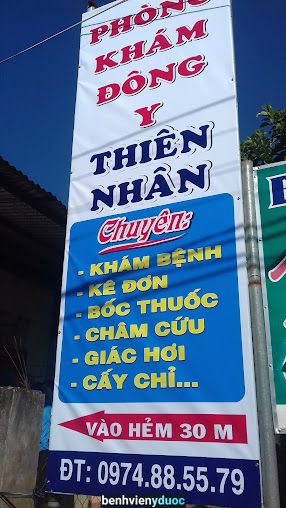 PHÒNG
KHÁM
ĐÔNG
Y
THIÊN
NHÂN
Chuyên:
- KHÁM BỆNH
- KÊ ĐƠN
- BỐC THUỐC
- CHÂM CỨU
- GIÁC HƠI
- CẤY CHỈ...
VÀO HẺM 30 M
ĐT: 0974.88.55.79
benhvienyduoc